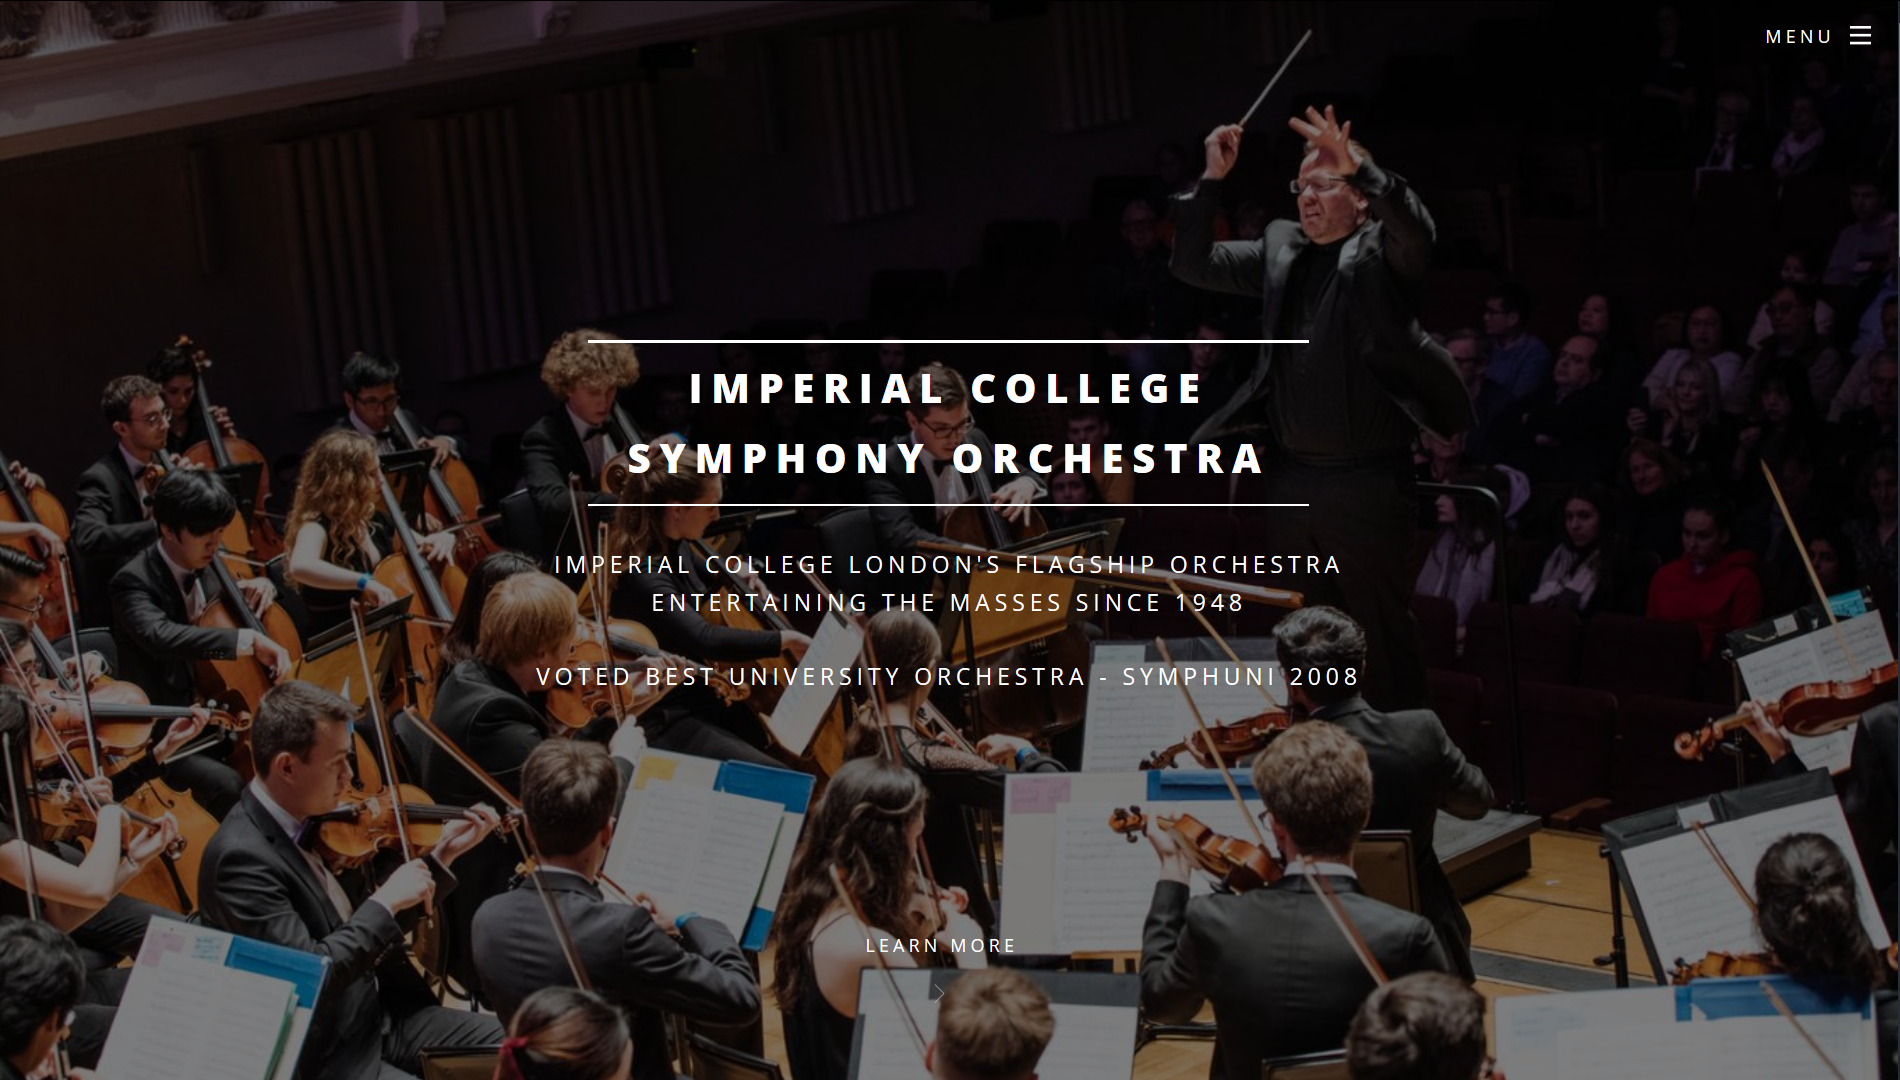 MENU
IMPERIAL COLLEGE
SYMPHONY ORCHESTRA
IMPERIAL COLLEGE LONDON'S FLAGSHIP ORCHESTRA
ENTERTAINING THE MASSES SINCE 1948
VOTED BEST UNIVERSITY ORCHESTRA - SYMPHUNI 2008
LEARN MORE